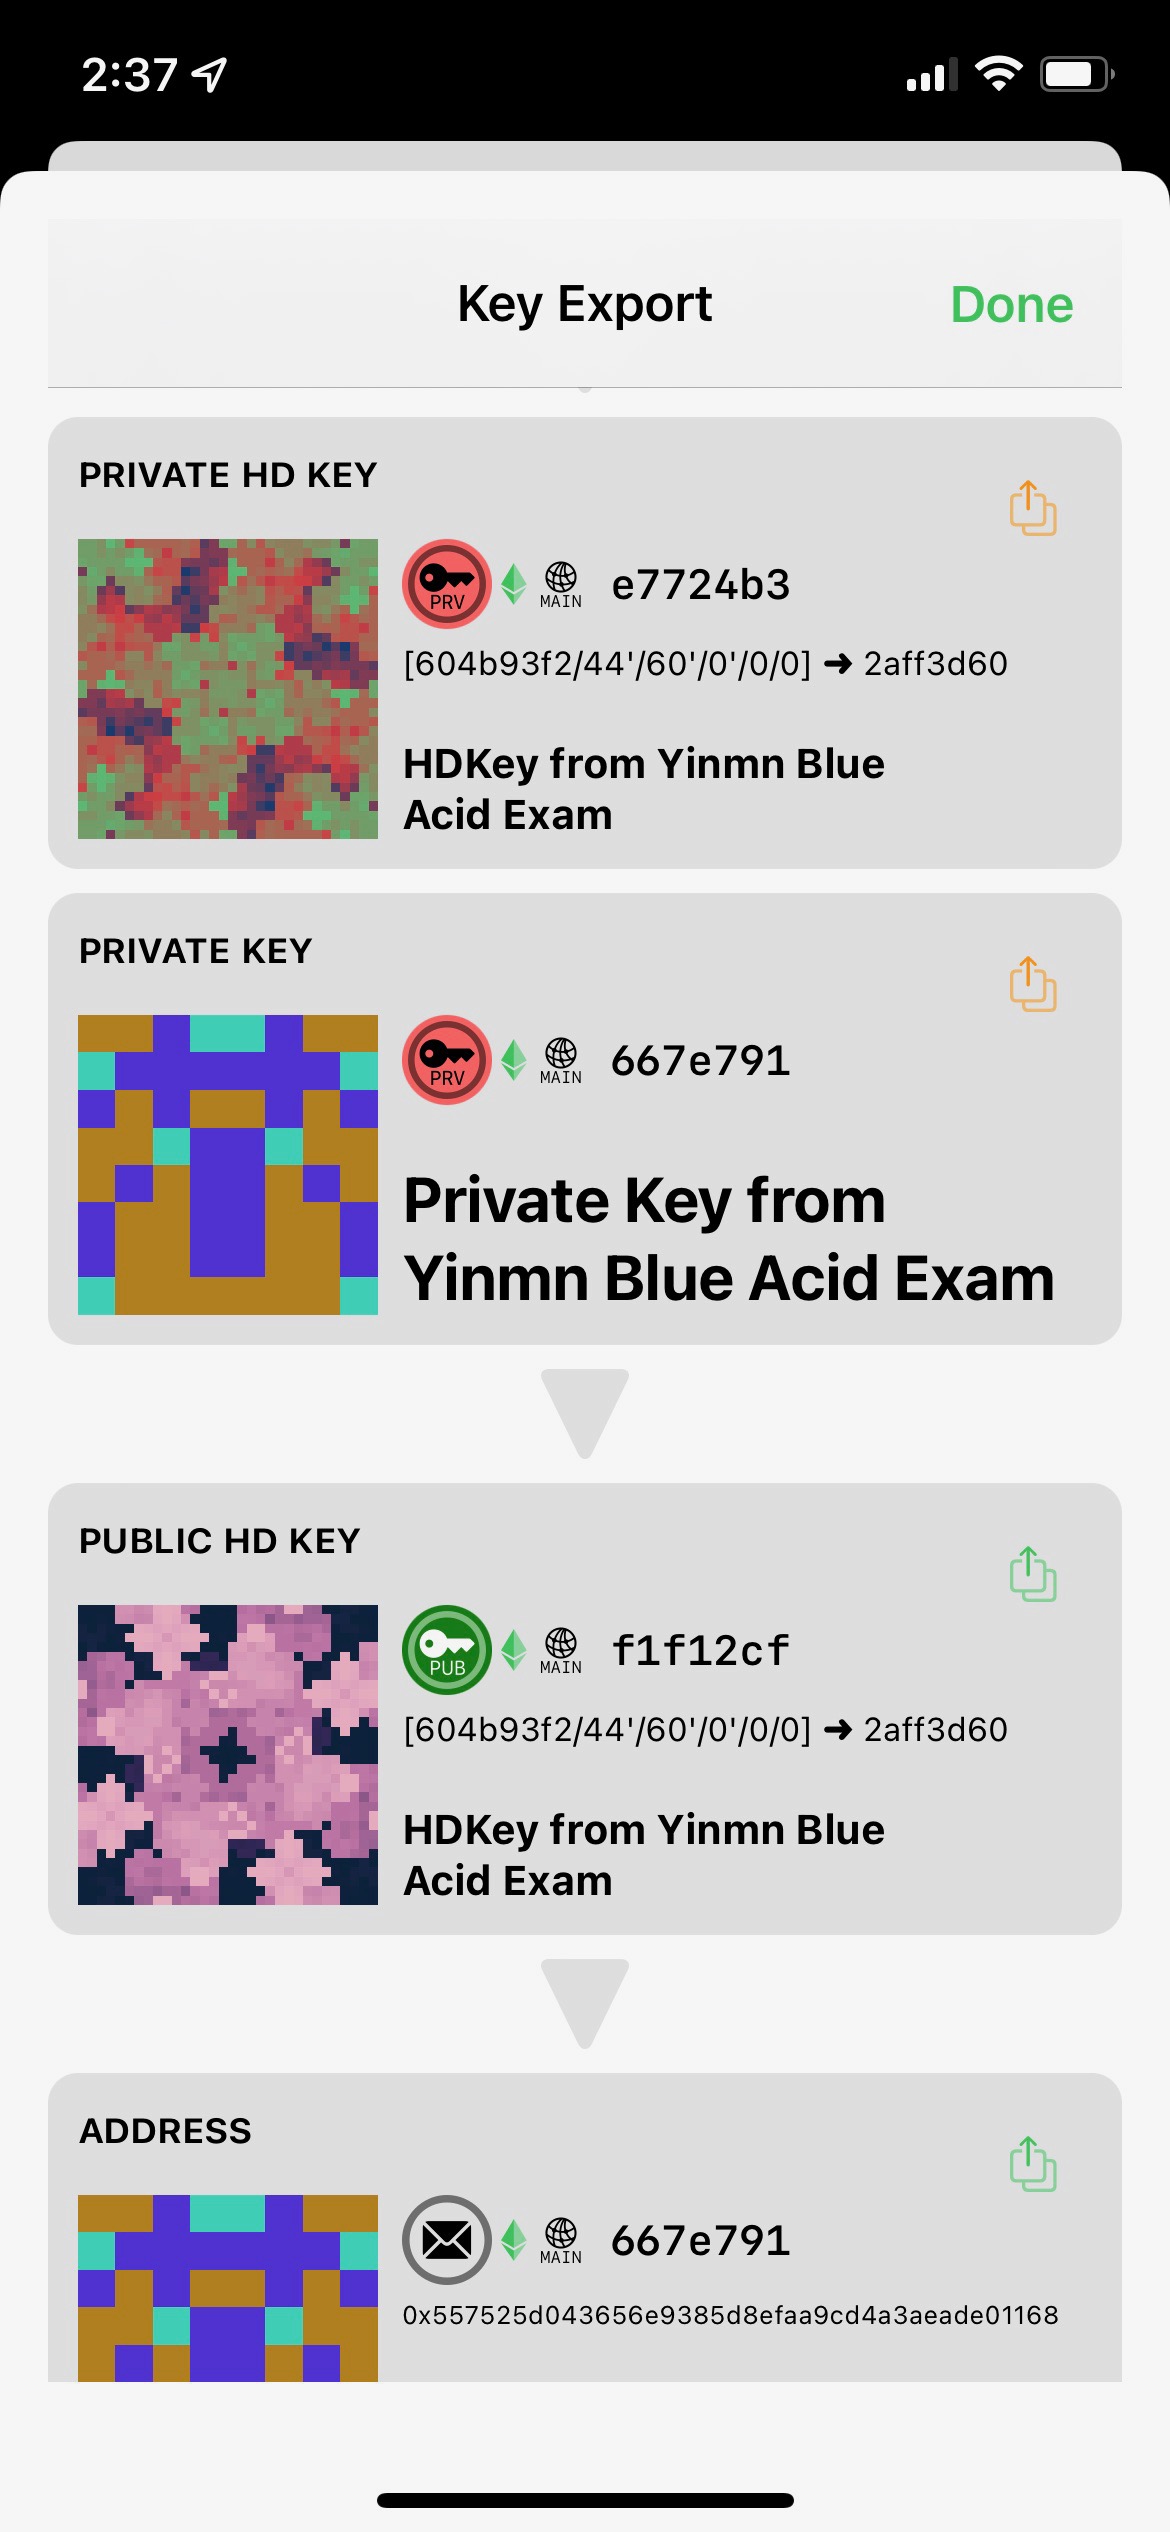 2:37
Key Export
Done
PRIVATE HD KEY
PRV
MAIN
e7724b3
[604b93f2/44'/60'/0'/0/0] ➜ 2aff3d60
HDKey from Yinmn Blue
Acid Exam
PRIVATE KEY
PRV
MAIN
667e791
Private Key from
Yinmn Blue Acid Exam
PUBLIC HD KEY
PUB
MAIN
f1f12cf
[604b93f2/44'/60'/0'/0/0] ➜ 2aff3d60
HDKey from Yinmn Blue
Acid Exam
ADDRESS
MAIN
667e791
0x557525d043656e9385d8efaa9cd4a3aeade01168